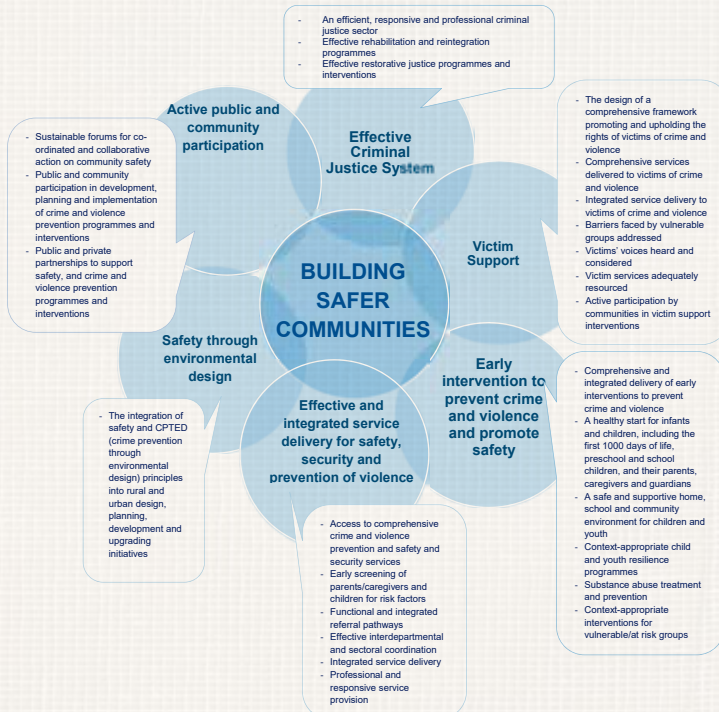 - An efficient, responsive and professional criminal
justice sector
- Effective rehabilitation and reintegration
programmes
- Effective restorative justice programmes and
interventions
Active public and
community
participation
Effective
Criminal
Justice System
- Sustainable forums for co-
ordinated and collaborative
action on community safety
- Public and community
participation in development,
planning and implementation
of crime and violence
prevention programmes and
interventions
- Public and private
partnerships to support
safety, and crime and
violence prevention
programmes and
interventions
- The design of a
comprehensive framework
promoting and upholding the
rights of victims of crime and
violence
- Comprehensive services
delivered to victims of crime
and violence
- Integrated service delivery to
victims of crime and violence
- Barriers faced by vulnerable
groups addressed
- Victims' voices heard and
considered
- Victim services adequately
resourced
- Active participation by
communities in victim support
interventions
Victim
Support
BUILDING
SAFER
COMMUNITIES
Safety through
environmental
design
Early
intervention to
prevent crime
and violence
and promote
safety
- Comprehensive and
integrated delivery of early
interventions to prevent
crime and violence
- A healthy start for infants
and children, including the
first 1000 days of life,
preschool and school
children, and their parents,
caregivers and guardians
- A safe and supportive home,
school and community
environment for children and
youth
- Context-appropriate child
and youth resilience
programmes
- Substance abuse treatment
and prevention
- Context-appropriate
interventions for
vulnerable/at risk groups
Effective and
integrated service
delivery for safety,
security and
prevention of violence
- The integration of
safety and CPTED
(crime prevention
through
environmental
design) principles
into rural and
urban design,
planning,
development and
upgrading
initiatives
- Access to comprehensive
crime and violence
prevention and safety and
security services
- Early screening of
parents/caregivers and
children for risk factors
- Functional and integrated
referral pathways
- Effective interdepartmental
and sectoral coordination
- Integrated service delivery
- Professional and
responsive service
provision